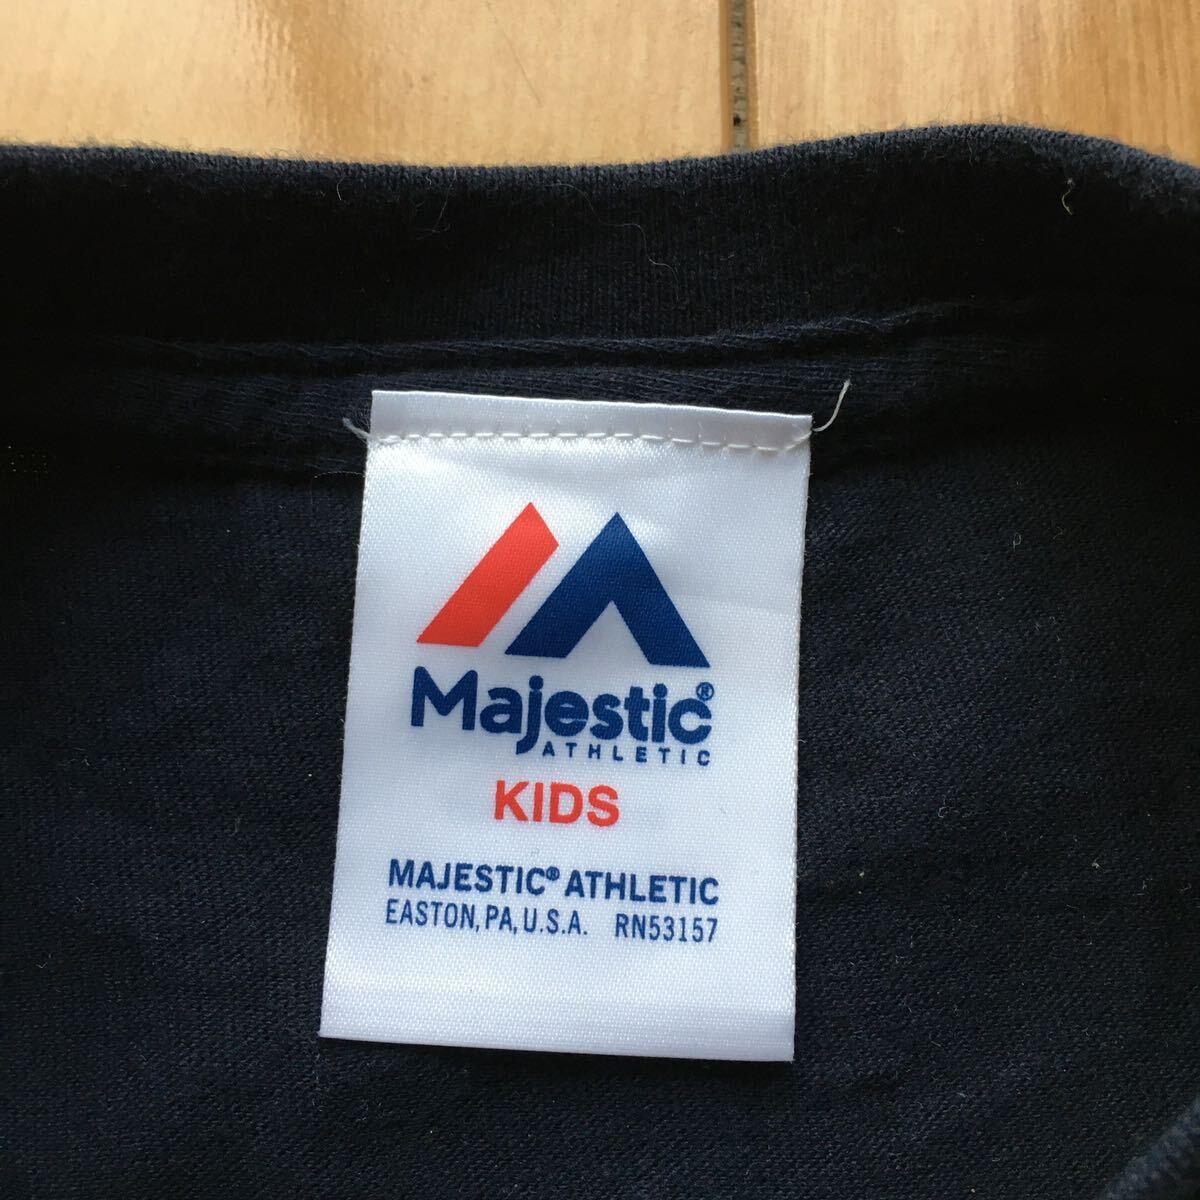 Majestic®
ATHLETIC
KIDS
MAJESTIC® ATHLETIC
EASTON, PA, U.S.A. RN53157